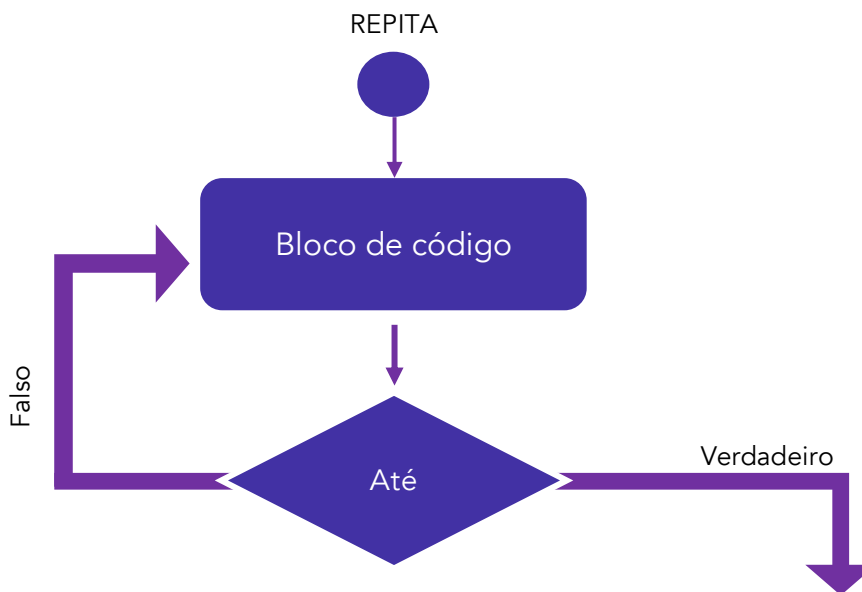 REPITA
Bloco de código
Falso
Até
Verdadeiro